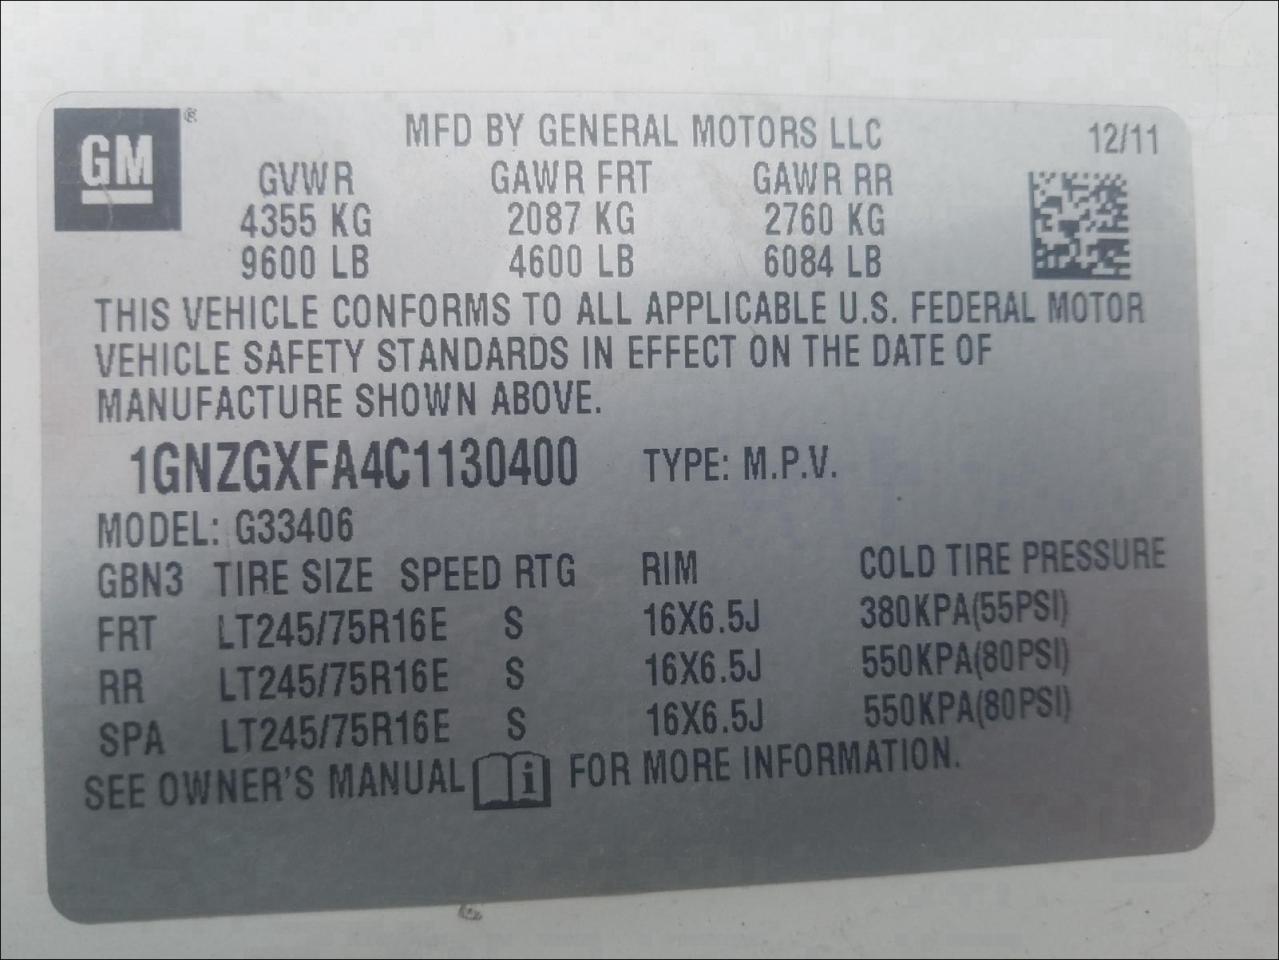 GM ®
MFD BY GENERAL MOTORS LLC 12/11
GVWR GAWR FRT GAWR RR
4355 KG 2087 KG 2760 KG
9600 LB 4600 LB 6084 LB
THIS VEHICLE CONFORMS TO ALL APPLICABLE U.S. FEDERAL MOTOR
VEHICLE SAFETY STANDARDS IN EFFECT ON THE DATE OF
MANUFACTURE SHOWN ABOVE.
1GNZGXFA4C1130400 TYPE: M.P.V.
MODEL: G33406
GBN3 TIRE SIZE SPEED RTG RIM COLD TIRE PRESSURE
FRT LT245/75R16E S 16X6.5J 380KPA(55PSI)
RR LT245/75R16E S 16X6.5J 550KPA(80PSI)
SPA LT245/75R16E S 16X6.5J 550KPA(80PSI)
SEE OWNER'S MANUAL i FOR MORE INFORMATION.